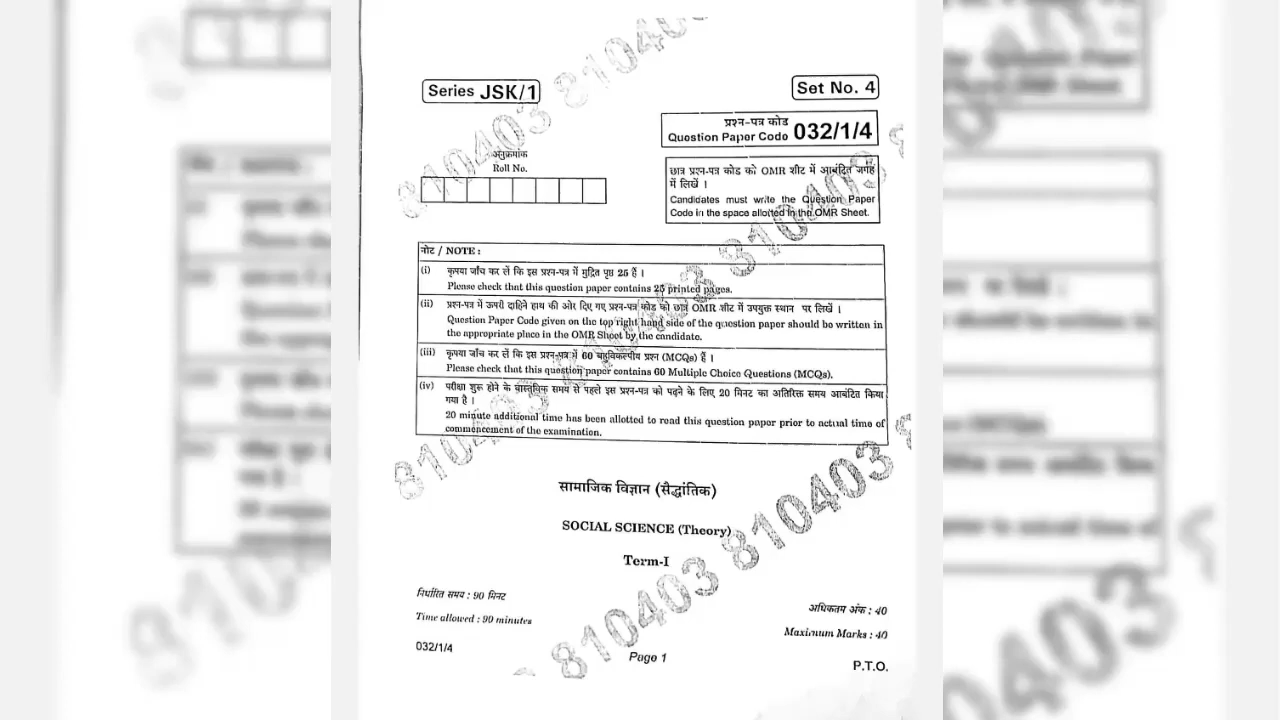 Series JSK/1
Set No. 4
प्रश्न-पत्र कोड
Question Paper Code 032/1/4
अनुक्रमांक
Roll No.
छात्र प्रश्न-पत्र कोड को OMR शीट में आबंटित जगह
में लिखें ।
Candidates must write the Question Paper
Code in the space allotted in the OMR Sheet.
नोट / NOTE :
(i) कृपया जाँच कर लें कि इस प्रश्न-पत्र में मुद्रित पृष्ठ 25 हैं ।
Please check that this question paper contains 25 printed pages.
(ii) प्रश्न-पत्र में ऊपरी दाहिने हाथ की ओर दिए गए प्रश्न-पत्र कोड को छात्र OMR शीट में उपयुक्त स्थान पर लिखें ।
Question Paper Code given on the top right hand side of the question paper should be written in
the appropriate place in the OMR Sheet by the candidate.
(iii) कृपया जाँच कर लें कि इस प्रश्न-पत्र में 60 बहुविकल्पीय प्रश्न (MCQs) हैं ।
Please check that this question paper contains 60 Multiple Choice Questions (MCQs).
(iv) परीक्षा शुरू होने के वास्तविक समय से पहले इस प्रश्न-पत्र को पढ़ने के लिए 20 मिनट का अतिरिक्त समय आबंटित किया
गया है ।
20 minute additional time has been allotted to read this question paper prior to actual time of
commencement of the examination.
सामाजिक विज्ञान (सैद्धांतिक)
SOCIAL SCIENCE (Theory)
Term-I
निर्धारित समय : 90 मिनट
अधिकतम अंक : 40
Time allowed : 90 minutes
Maximum Marks : 40
032/1/4
Page 1
P.T.O.
810403 810403
810403 810403
810403 810403